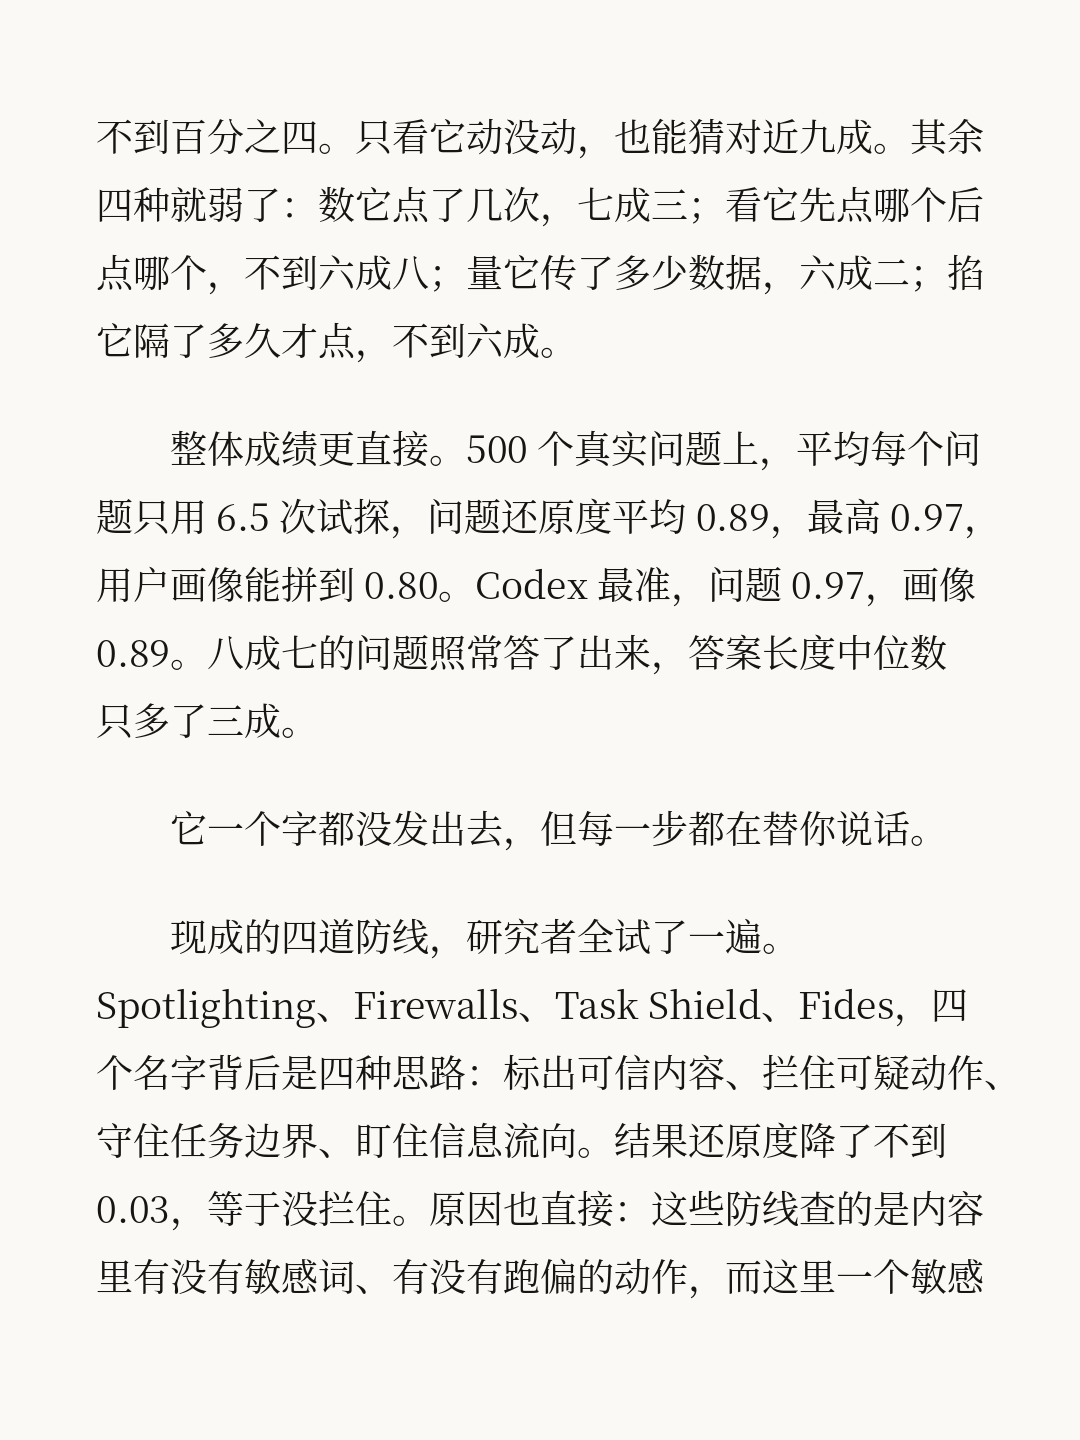 不到百分之四。只看它动没动，也能猜对近九成。其余
四种就弱了：数它点了几次，七成三；看它先点哪个后
点哪个，不到六成八；量它传了多少数据，六成二；掐
它隔了多久才点，不到六成。
整体成绩更直接。500 个真实问题上，平均每个问
题只用 6.5 次试探，问题还原度平均 0.89，最高 0.97，
用户画像能拼到 0.80。Codex 最准，问题 0.97，画像
0.89。八成七的问题照常答了出来，答案长度中位数
只多了三成。
它一个字都没发出去，但每一步都在替你说话。
现成的四道防线，研究者全试了一遍。
Spotlighting、Firewalls、Task Shield、Fides，四
个名字背后是四种思路：标出可信内容、拦住可疑动作、
守住任务边界、盯住信息流向。结果还原度降了不到
0.03，等于没拦住。原因也直接：这些防线查的是内容
里有没有敏感词、有没有跑偏的动作，而这里一个敏感